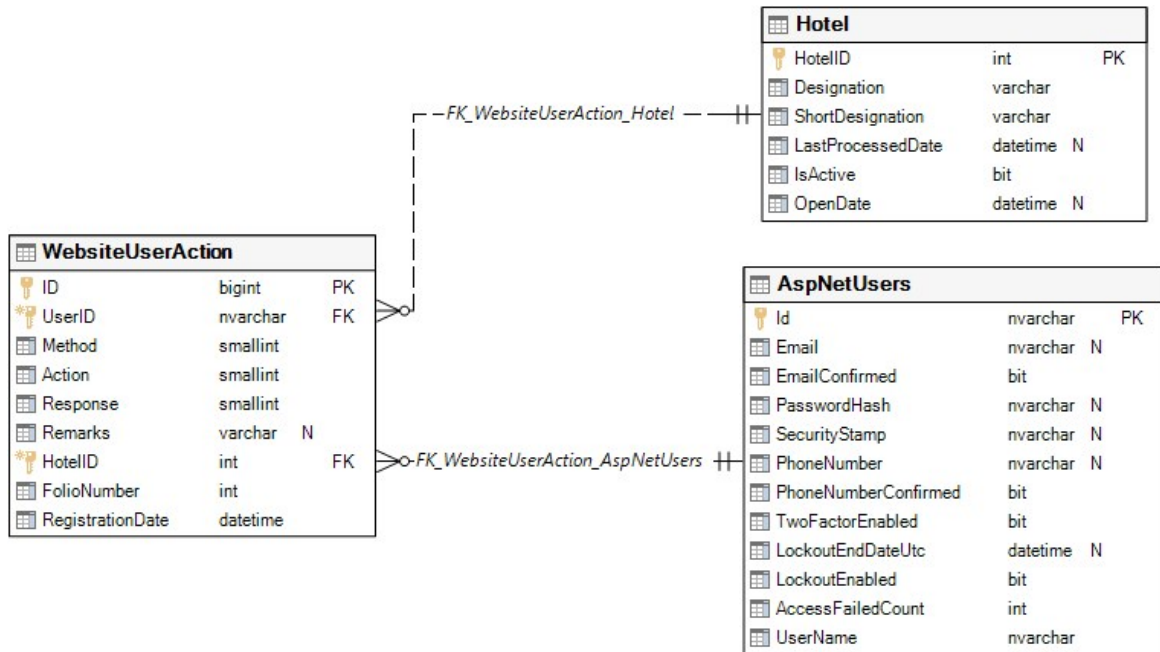 Hotel
HotelID int PK
Designation varchar
ShortDesignation varchar
LastProcessedDate datetime N
IsActive bit
OpenDate datetime N
FK_WebsiteUserAction_Hotel
WebsiteUserAction
ID bigint PK
UserID nvarchar FK
Method smallint
Action smallint
Response smallint
Remarks varchar N
HotelID int FK
FolioNumber int
RegistrationDate datetime
FK_WebsiteUserAction_AspNetUsers
AspNetUsers
Id nvarchar PK
Email nvarchar N
EmailConfirmed bit
PasswordHash nvarchar N
SecurityStamp nvarchar N
PhoneNumber nvarchar N
PhoneNumberConfirmed bit
TwoFactorEnabled bit
LockoutEndDateUtc datetime N
LockoutEnabled bit
AccessFailedCount int
UserName nvarchar